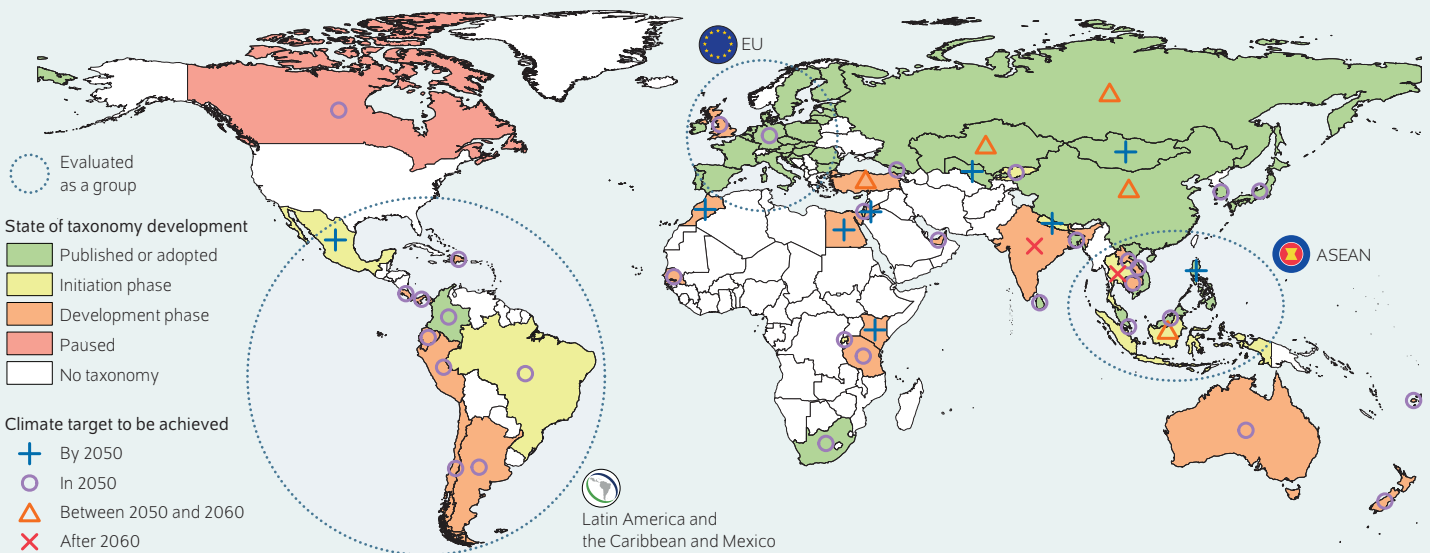 EU
Evaluated
as a group
State of taxonomy development
Published or adopted
Initiation phase
Development phase
Paused
No taxonomy
ASEAN
Climate target to be achieved
By 2050
In 2050
Between 2050 and 2060
After 2060
Latin America and
the Caribbean and Mexico